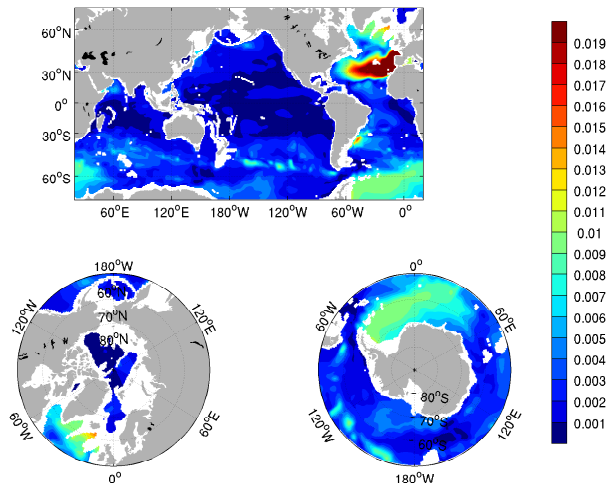 60°N
30°N
0°
30°S
60°S
60°E
120°E
180°W
120°W
60°W
0°
0.019
0.018
0.017
0.016
0.015
0.014
0.013
0.012
0.011
0.01
0.009
0.008
0.007
0.006
0.005
0.004
0.003
0.002
0.001
180°W
120°W
120°E
60°N
70°N
80°N
60°W
60°E
0°
0°
60°W
60°E
80°S
70°S
60°S
120°W
120°E
180°W